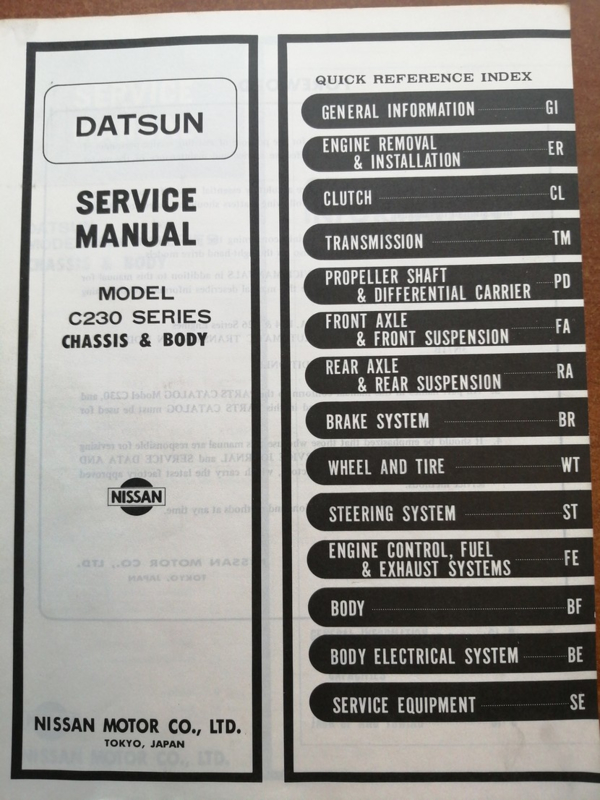 DATSUN
SERVICE
MANUAL
MODEL
C230 SERIES
CHASSIS & BODY
NISSAN
NISSAN MOTOR CO., LTD.
TOKYO, JAPAN
QUICK REFERENCE INDEX
GENERAL INFORMATION GI
ENGINE REMOVAL
& INSTALLATION ER
CLUTCH CL
TRANSMISSION TM
PROPELLER SHAFT
& DIFFERENTIAL CARRIER PD
FRONT AXLE
& FRONT SUSPENSION FA
REAR AXLE
& REAR SUSPENSION RA
BRAKE SYSTEM BR
WHEEL AND TIRE WT
STEERING SYSTEM ST
ENGINE CONTROL, FUEL
& EXHAUST SYSTEMS FE
BODY BF
BODY ELECTRICAL SYSTEM BE
SERVICE EQUIPMENT SE